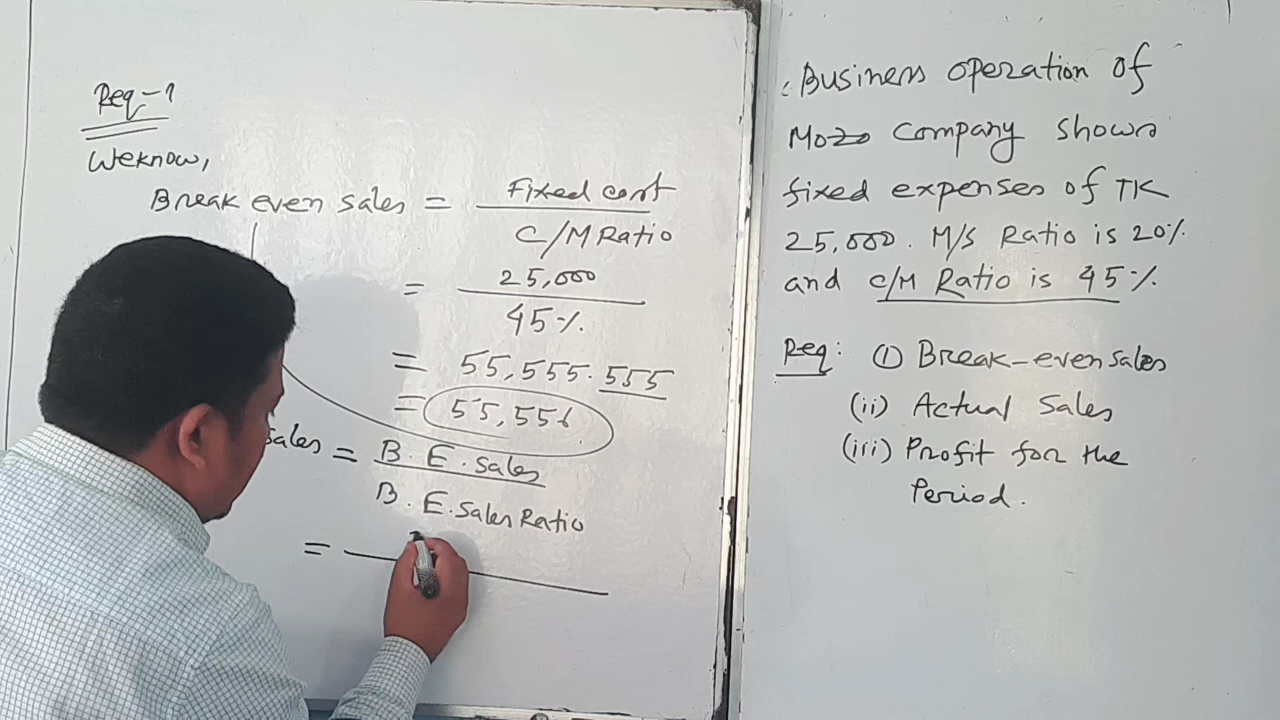 Req-1
We know,
Break even sales = Fixed cost
C/M Ratio
= 25,000
45%
= 55,555.555
= 55,556
Sales = B.E. Sales
B.E. Sales Ratio
=
Business operation of
Mozo Company shows
fixed expenses of TK
25,000. M/S Ratio is 20%
and C/M Ratio is 45%.
Req: (i) Break-even sales
(ii) Actual Sales
(iii) Profit for the
Period.